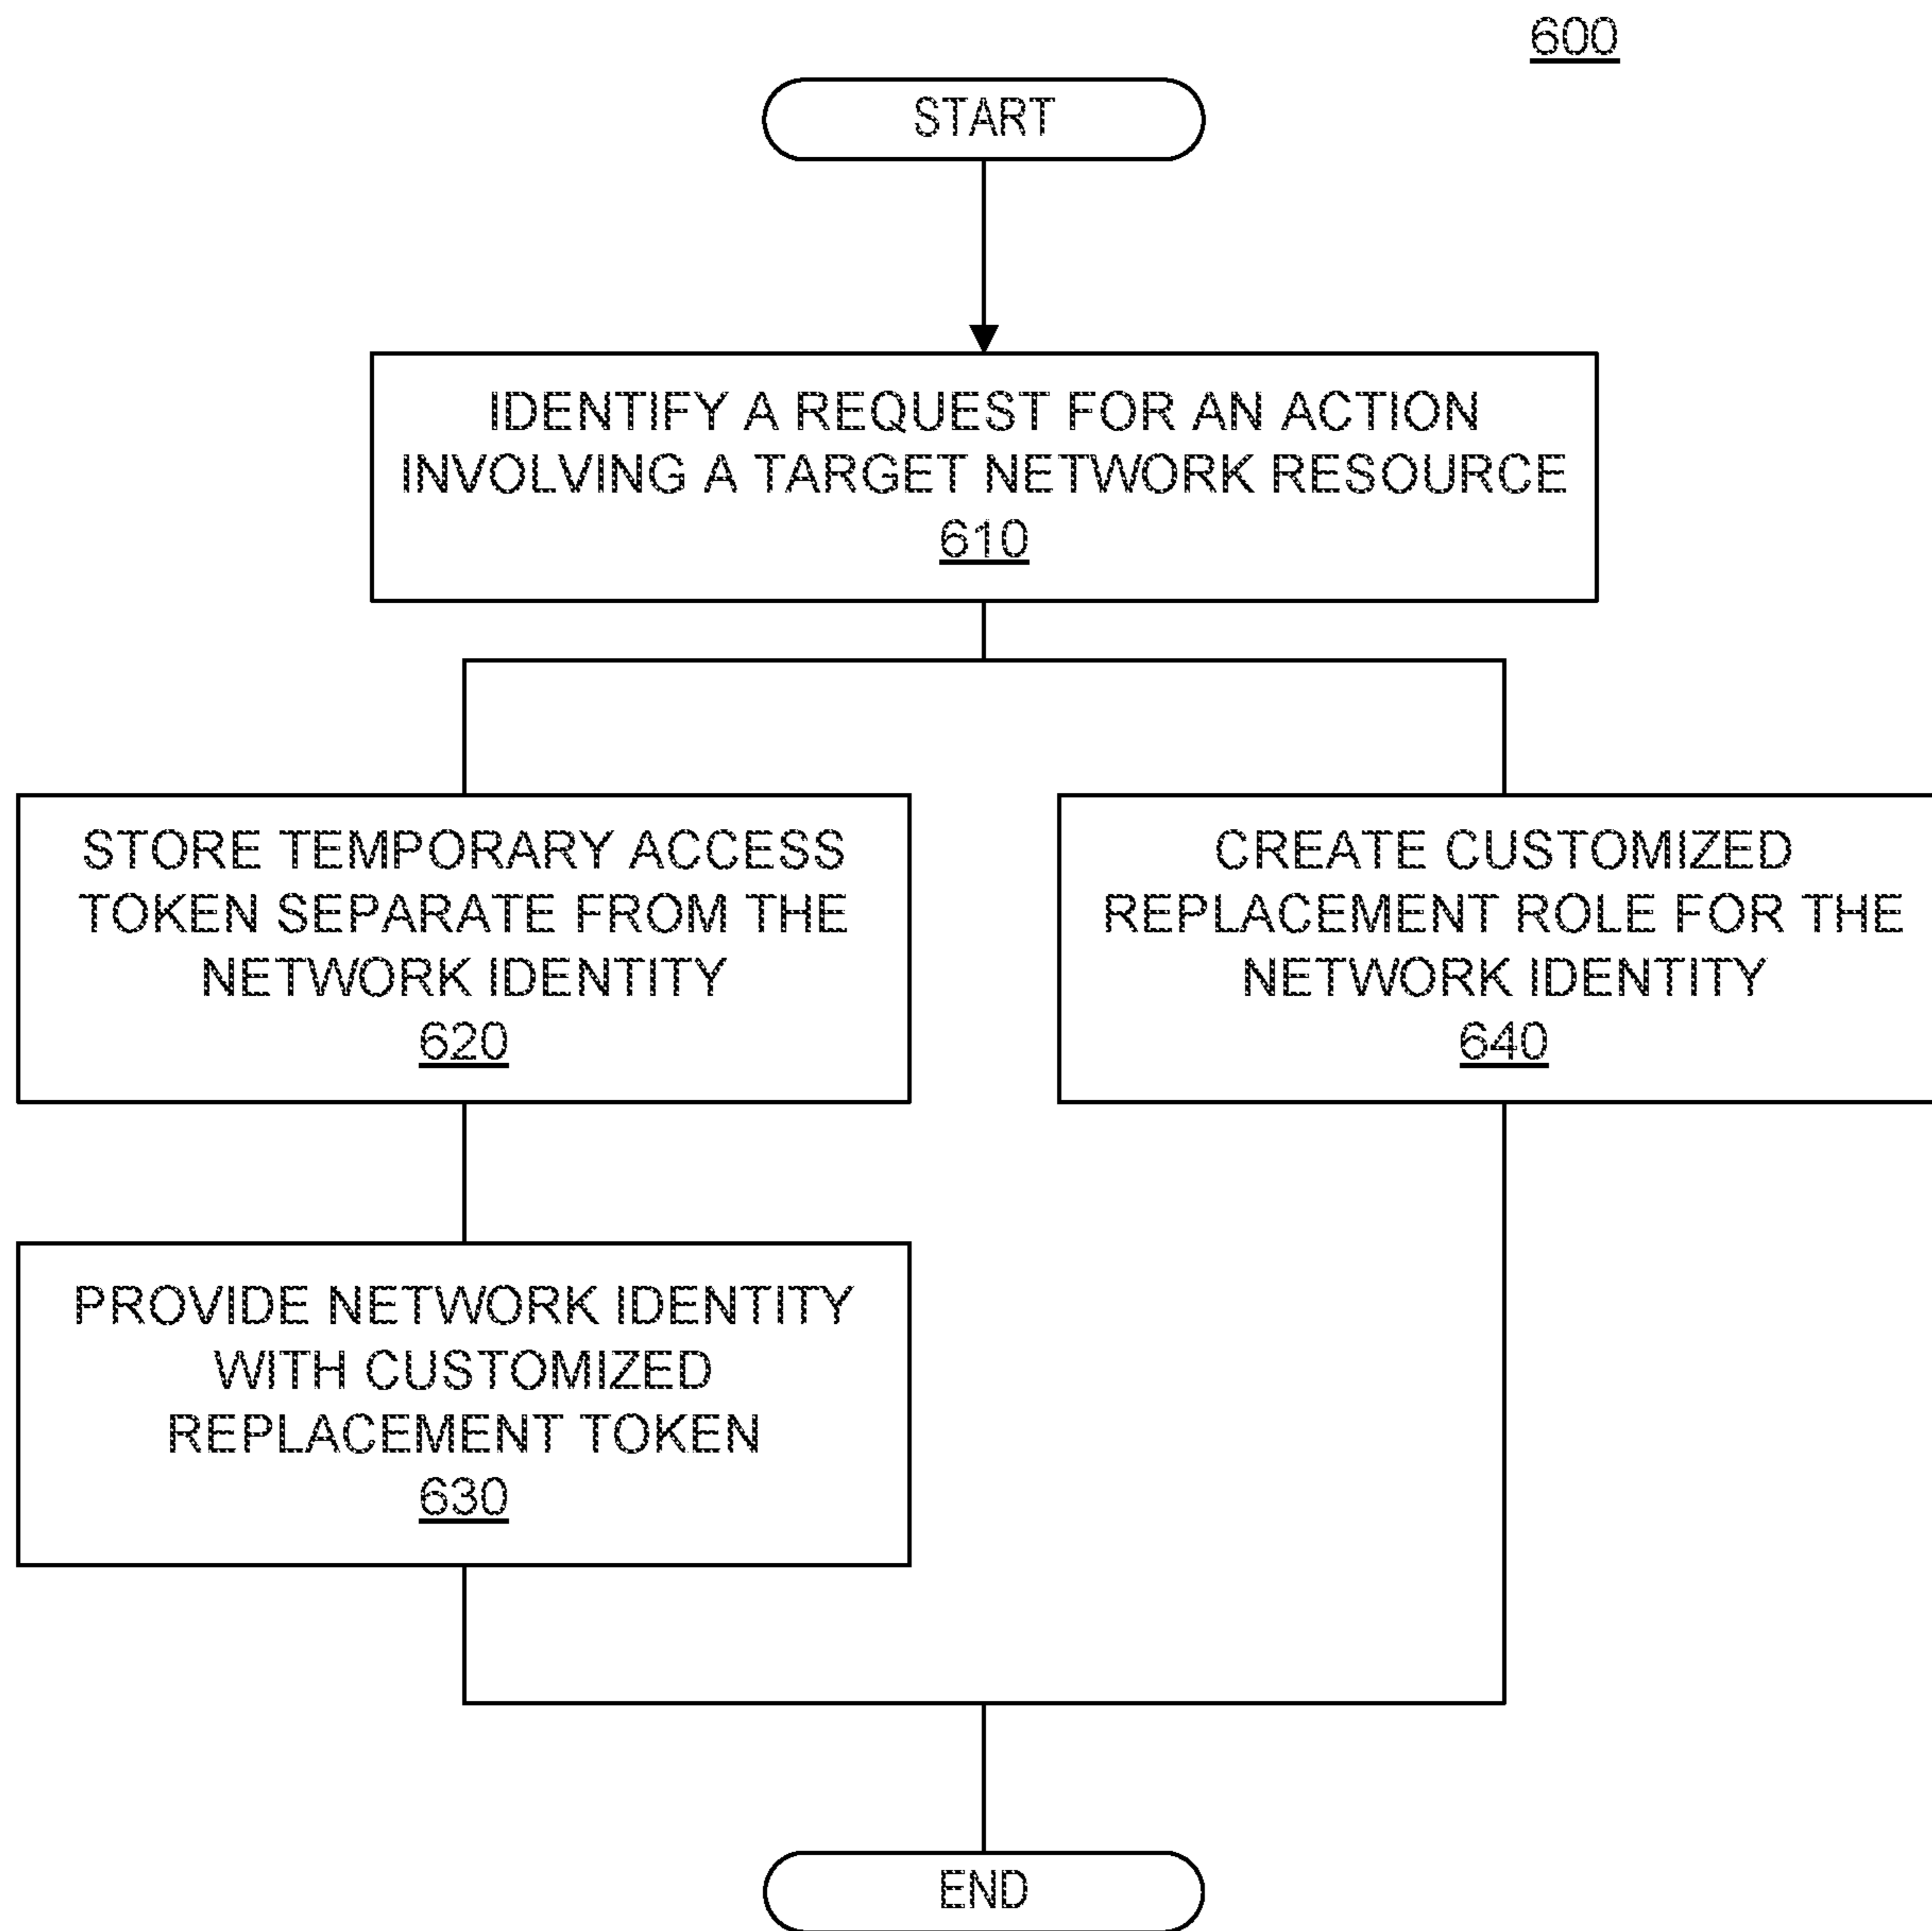 600
START
IDENTIFY A REQUEST FOR AN ACTION
INVOLVING A TARGET NETWORK RESOURCE
610
STORE TEMPORARY ACCESS
TOKEN SEPARATE FROM THE
NETWORK IDENTITY
620
CREATE CUSTOMIZED
REPLACEMENT ROLE FOR THE
NETWORK IDENTITY
640
PROVIDE NETWORK IDENTITY
WITH CUSTOMIZED
REPLACEMENT TOKEN
630
END